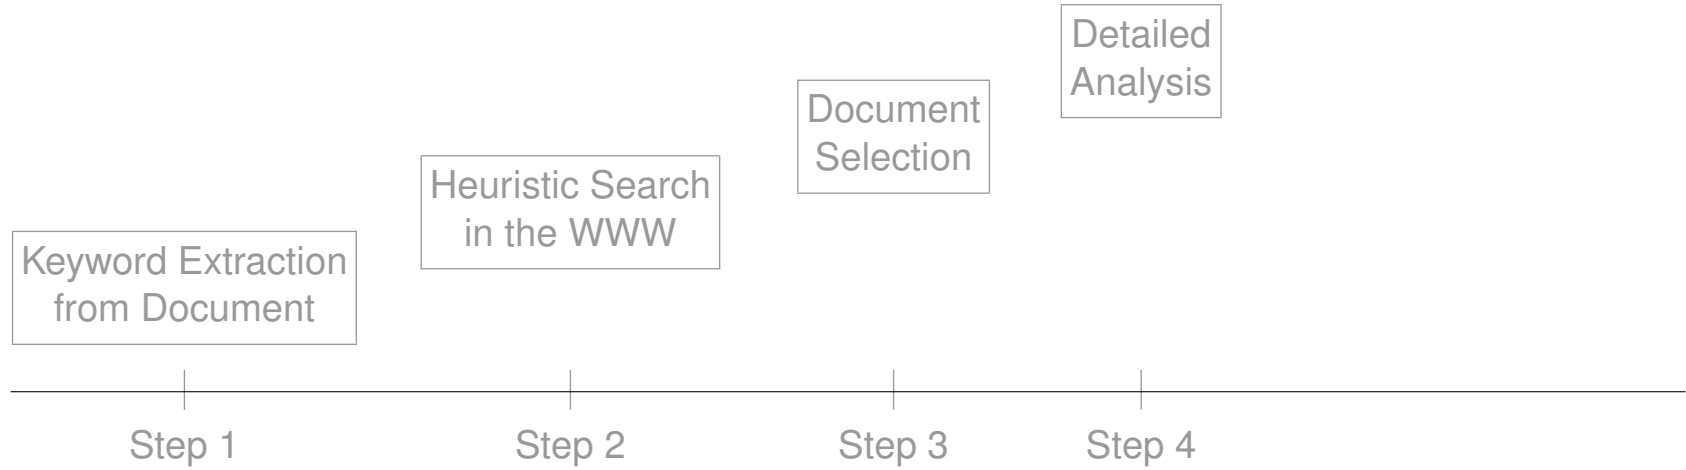 Keyword Extraction
from Document
Heuristic Search
in the WWW
Document
Selection
Detailed
Analysis
Step 1
Step 2
Step 3
Step 4